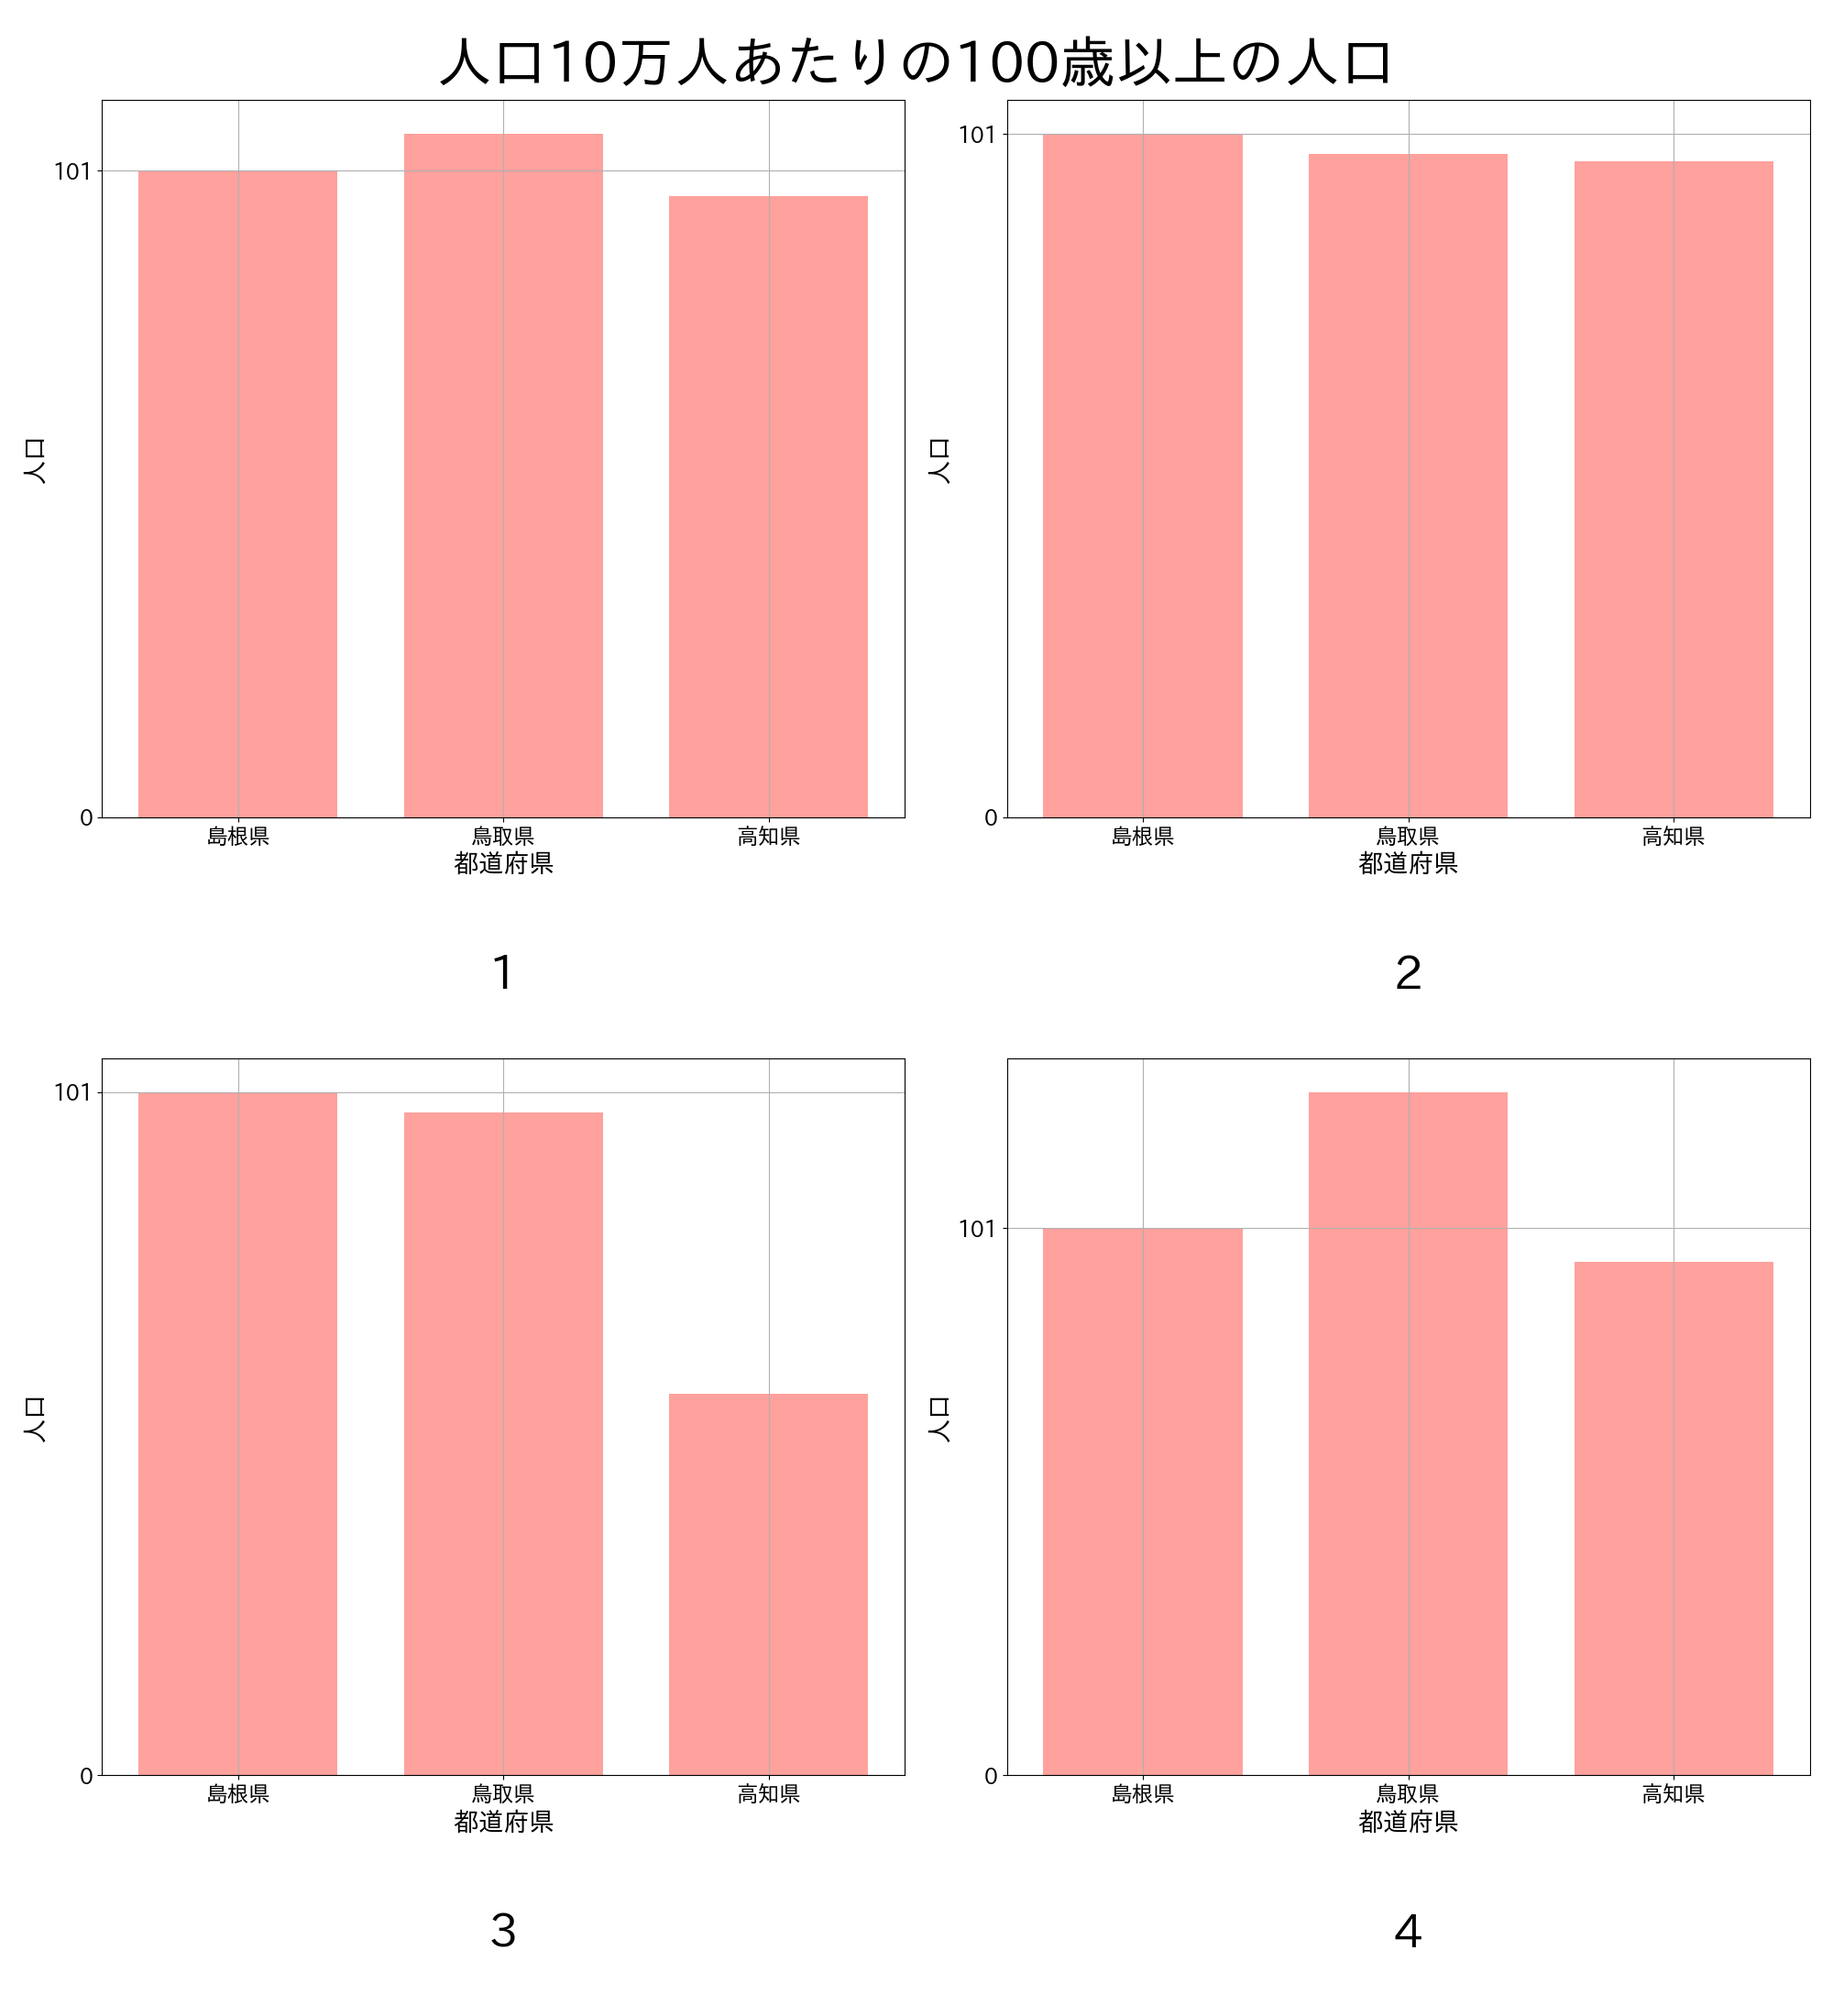 人口10万人あたりの100歳以上の人口
101
人口
0
島根県 鳥取県 高知県
都道府県
1
101
人口
0
島根県 鳥取県 高知県
都道府県
2
101
人口
0
島根県 鳥取県 高知県
都道府県
3
101
人口
0
島根県 鳥取県 高知県
都道府県
4